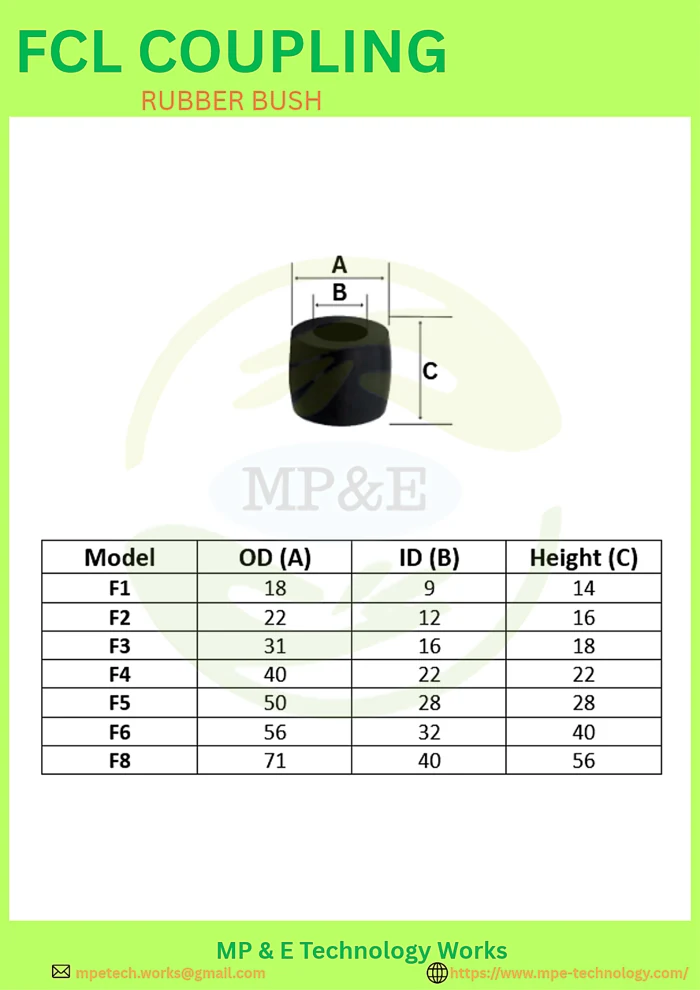 FCL COUPLING
RUBBER BUSH
A
B
C
MP&E
Model OD (A) ID (B) Height (C)
F1 18 9 14
F2 22 12 16
F3 31 16 18
F4 40 22 22
F5 50 28 28
F6 56 32 40
F8 71 40 56
MP & E Technology Works
mpetech.works@gmail.com https://www.mpe-technology.com/